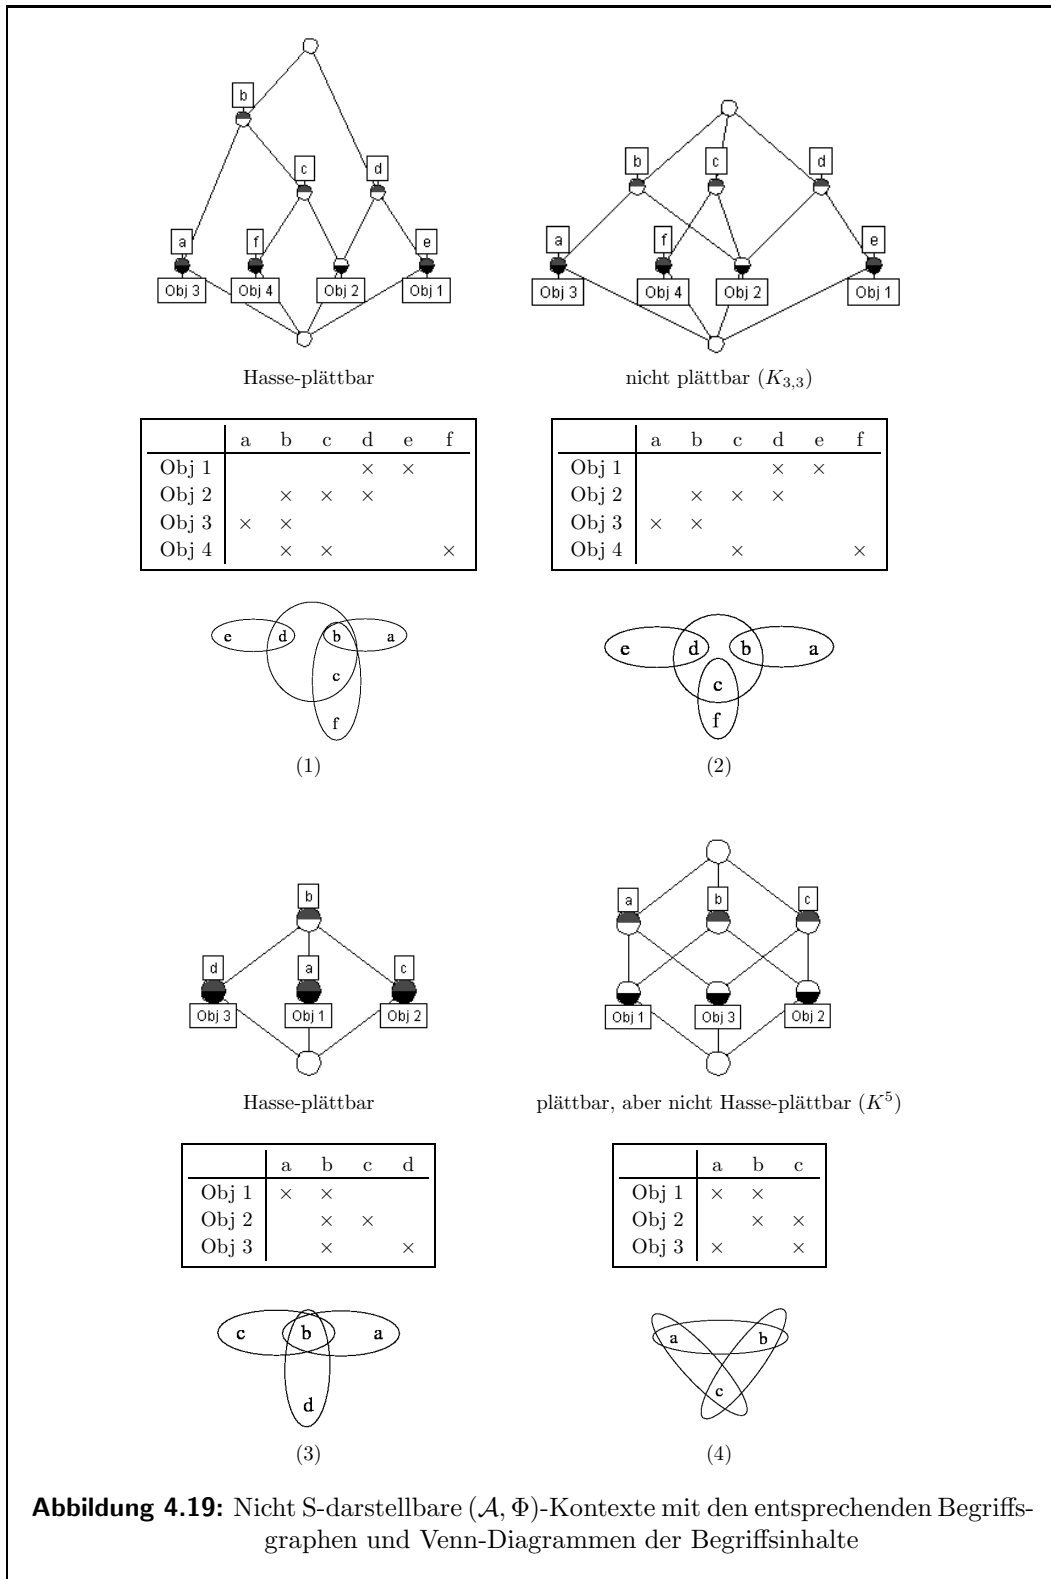 b
c
d
a
f
e
Obj 3
Obj 4
Obj 2
Obj 1
Hasse-plättbar
b
c
d
a
f
e
Obj 3
Obj 4
Obj 2
Obj 1
nicht plättbar (K3,3)
a b c d e f
Obj 1 × ×
Obj 2 × × ×
Obj 3 × ×
Obj 4 × × ×
a b c d e f
Obj 1 × ×
Obj 2 × × ×
Obj 3 × ×
Obj 4 × ×
e d b a
c
f
(1)
e d b a
c
f
(2)
b
d a c
Obj 3 Obj 1 Obj 2
Hasse-plättbar
a b c
Obj 1 Obj 3 Obj 2
plättbar, aber nicht Hasse-plättbar (K⁵)
a b c d
Obj 1 × ×
Obj 2 × ×
Obj 3 × ×
a b c
Obj 1 × ×
Obj 2 × ×
Obj 3 × ×
c b a
d
(3)
a b
c
(4)
Abbildung 4.19: Nicht S-darstellbare (𝒜, Φ)-Kontexte mit den entsprechenden Begriffs-
graphen und Venn-Diagrammen der Begriffsinhalte